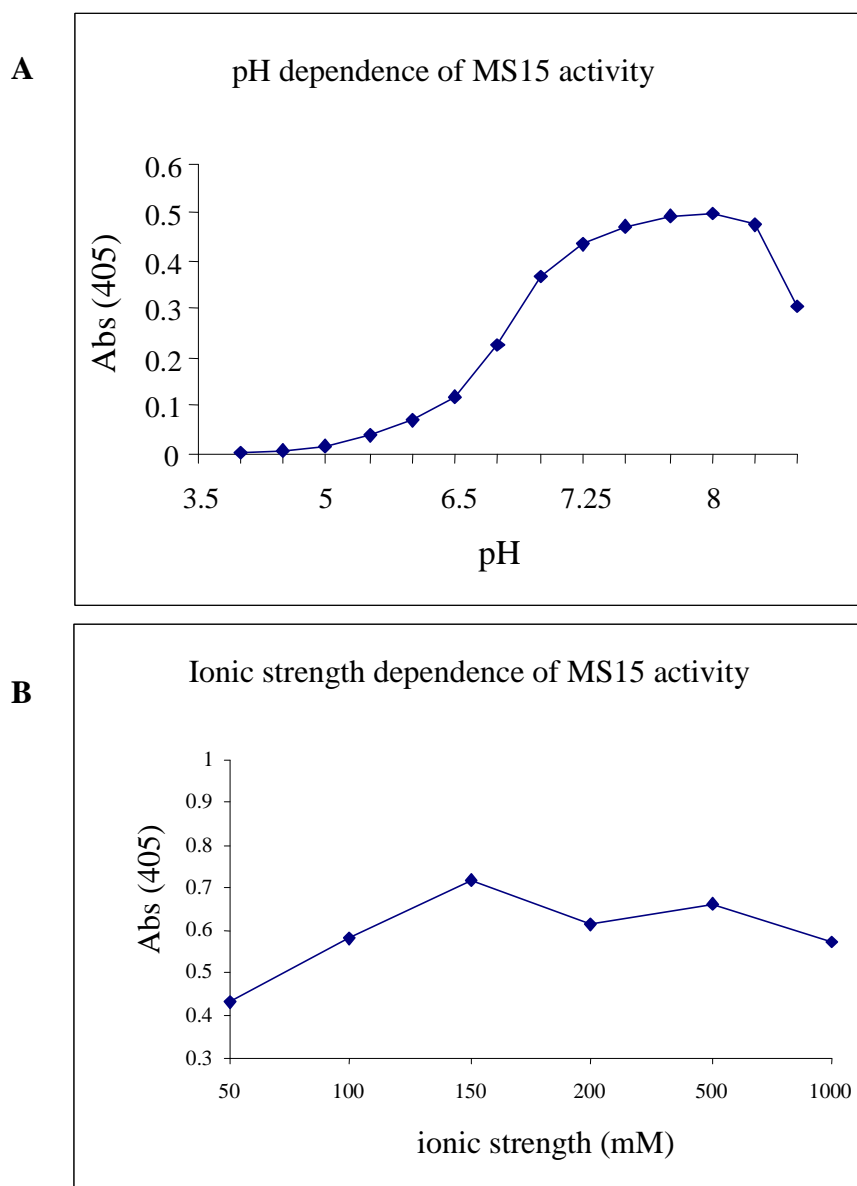 A
pH dependence of MS15 activity
0.6
0.5
0.4
0.3
0.2
0.1
0
Abs (405)
3.5 5 6.5 7.25 8
pH
B
Ionic strength dependence of MS15 activity
1
0.9
0.8
0.7
0.6
0.5
0.4
0.3
Abs (405)
50 100 150 200 500 1000
ionic strength (mM)